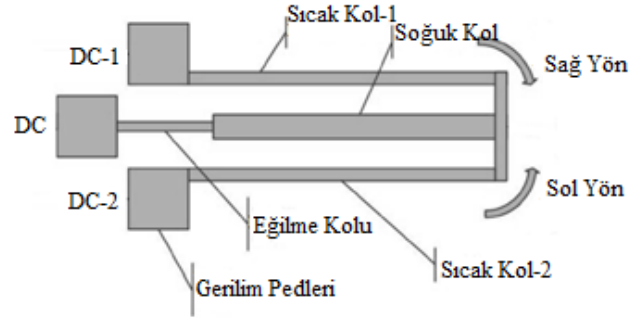 Sıcak Kol-1
Soğuk Kol
DC-1
Sağ Yön
DC
DC-2
Sol Yön
Eğilme Kolu
Sıcak Kol-2
Gerilim Pedleri